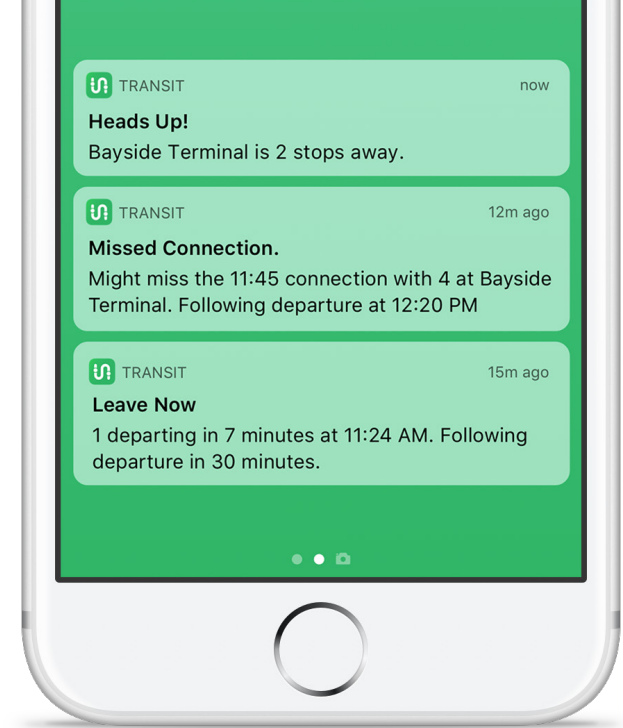 TRANSIT now
Heads Up!
Bayside Terminal is 2 stops away.
TRANSIT 12m ago
Missed Connection.
Might miss the 11:45 connection with 4 at Bayside
Terminal. Following departure at 12:20 PM
TRANSIT 15m ago
Leave Now
1 departing in 7 minutes at 11:24 AM. Following
departure in 30 minutes.